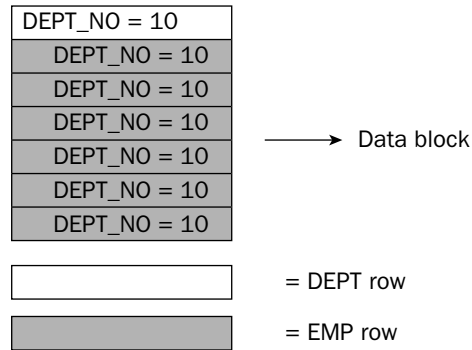 DEPT_NO = 10
DEPT_NO = 10
DEPT_NO = 10
DEPT_NO = 10
DEPT_NO = 10
DEPT_NO = 10
DEPT_NO = 10
Data block
= DEPT row
= EMP row